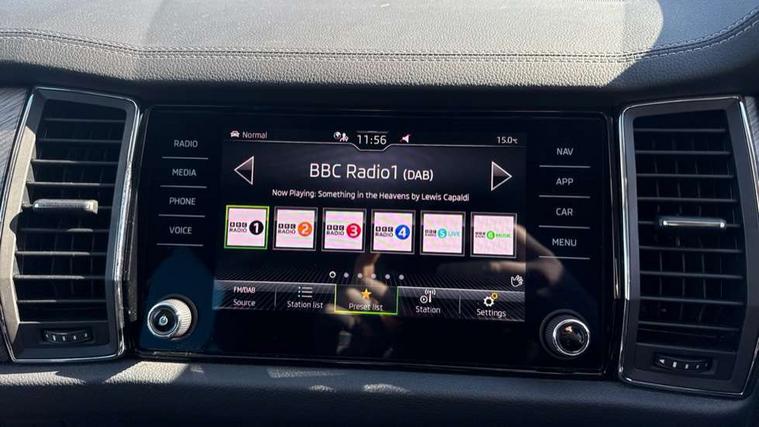 RADIO
MEDIA
PHONE
VOICE
Normal
11:56
15.0°C
BBC Radio1 (DAB)
Now Playing: Something in the Heavens by Lewis Capaldi
BBC RADIO 1
BBC RADIO 2
BBC RADIO 3
BBC RADIO 4
BBC 5 LIVE
BBC 6 MUSIC
FM/DAB
Source
Station list
Preset list
Station
Settings
NAV
APP
CAR
MENU